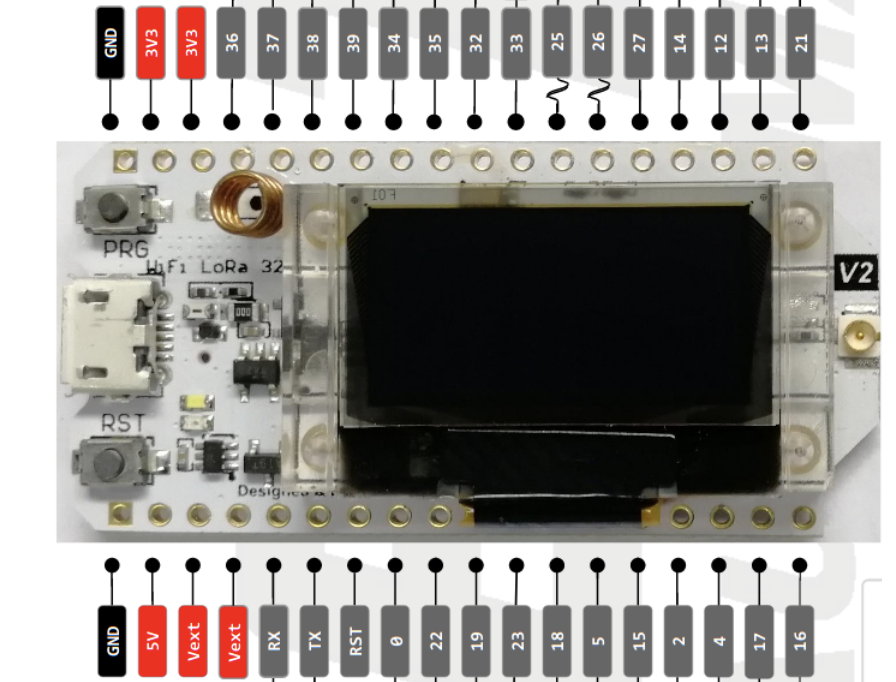 GND 3V3 3V3 36 37 38 39 34 35 32 33 25 26 27 14 12 13 21
PRG
WiFi LoRa 32
V2
RST
GND 5V Vext Vext RX TX RST 0 22 19 23 18 5 15 2 4 17 16